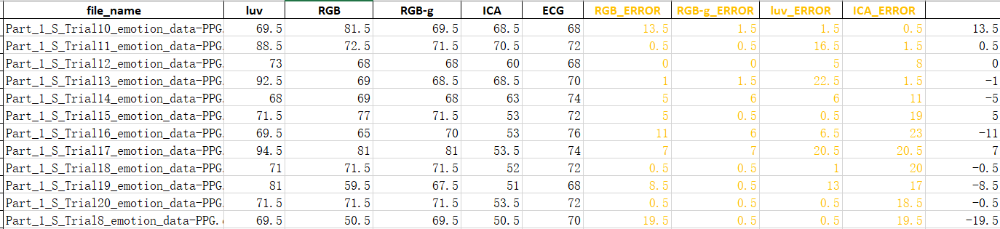 file_name luv RGB RGB-g ICA ECG RGB_ERROR RGB-g_ERROR luv_ERROR ICA_ERROR
Part_1_S_Trial10_emotion_data-PPG. 69.5 81.5 69.5 68.5 68 13.5 1.5 1.5 0.5 13.5
Part_1_S_Trial11_emotion_data-PPG. 88.5 72.5 71.5 70.5 72 0.5 0.5 16.5 1.5 0.5
Part_1_S_Trial12_emotion_data-PPG. 73 68 68 60 68 0 0 5 8 0
Part_1_S_Trial13_emotion_data-PPG. 92.5 69 68.5 68.5 70 1 1.5 22.5 1.5 -1
Part_1_S_Trial14_emotion_data-PPG. 68 69 68 63 74 5 6 6 11 -5
Part_1_S_Trial15_emotion_data-PPG. 71.5 77 71.5 53 72 5 0.5 0.5 19 5
Part_1_S_Trial16_emotion_data-PPG. 69.5 65 70 53 76 11 6 6.5 23 -11
Part_1_S_Trial17_emotion_data-PPG. 94.5 81 81 53.5 74 7 7 20.5 20.5 7
Part_1_S_Trial18_emotion_data-PPG. 71 71.5 71.5 52 72 0.5 0.5 1 20 -0.5
Part_1_S_Trial19_emotion_data-PPG. 81 59.5 67.5 51 68 8.5 0.5 13 17 -8.5
Part_1_S_Trial20_emotion_data-PPG. 71.5 71.5 71.5 53.5 72 0.5 0.5 0.5 18.5 -0.5
Part_1_S_Trial8_emotion_data-PPG. 69.5 50.5 69.5 50.5 70 19.5 0.5 0.5 19.5 -19.5